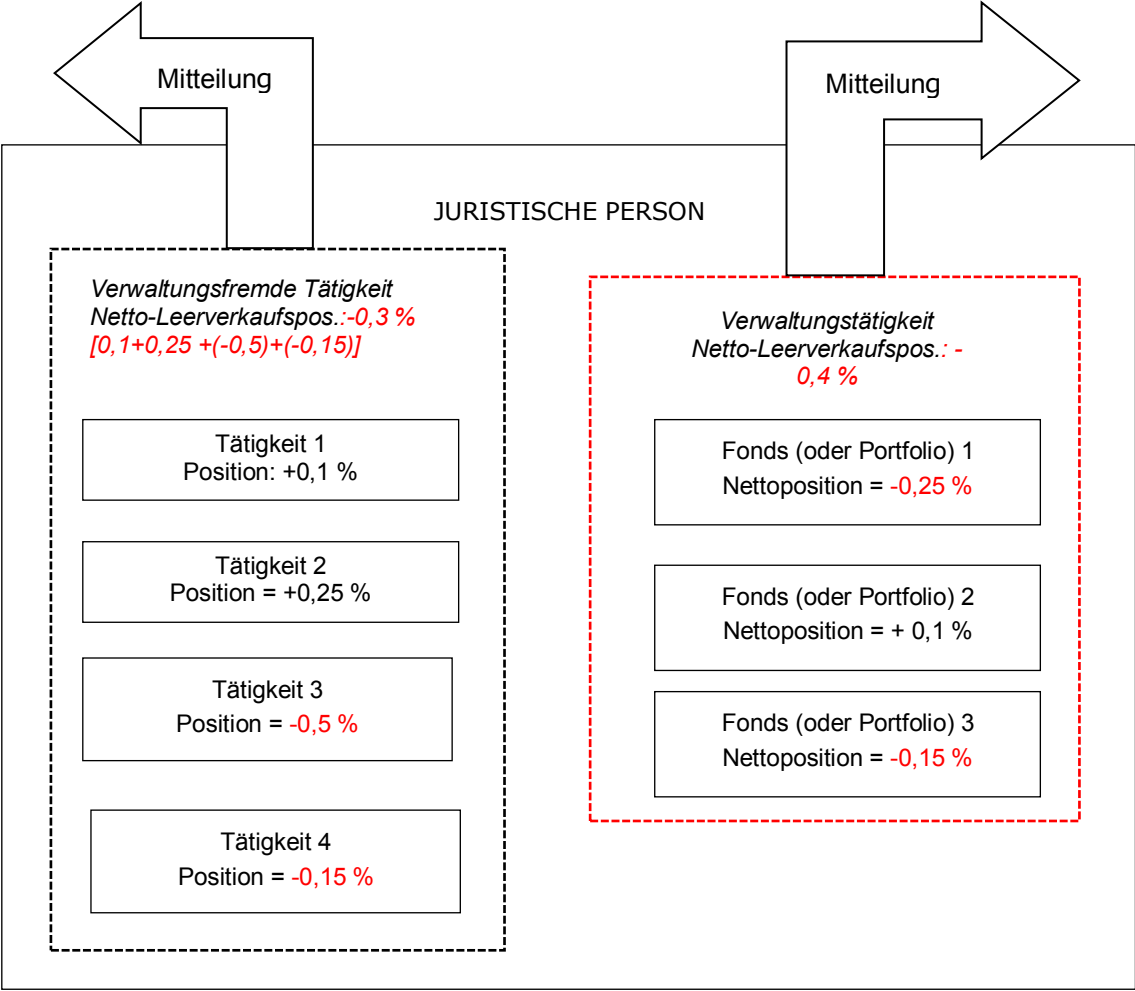 Mitteilung
Mitteilung
JURISTISCHE PERSON
Verwaltungsfremde Tätigkeit
Netto-Leerverkaufspos.:-0,3 %
[0,1+0,25 +(-0,5)+(-0,15)]
Tätigkeit 1
Position: +0,1 %
Tätigkeit 2
Position = +0,25 %
Tätigkeit 3
Position = -0,5 %
Tätigkeit 4
Position = -0,15 %
Verwaltungstätigkeit
Netto-Leerverkaufspos.: -
0,4 %
Fonds (oder Portfolio) 1
Nettoposition = -0,25 %
Fonds (oder Portfolio) 2
Nettoposition = + 0,1 %
Fonds (oder Portfolio) 3
Nettoposition = -0,15 %